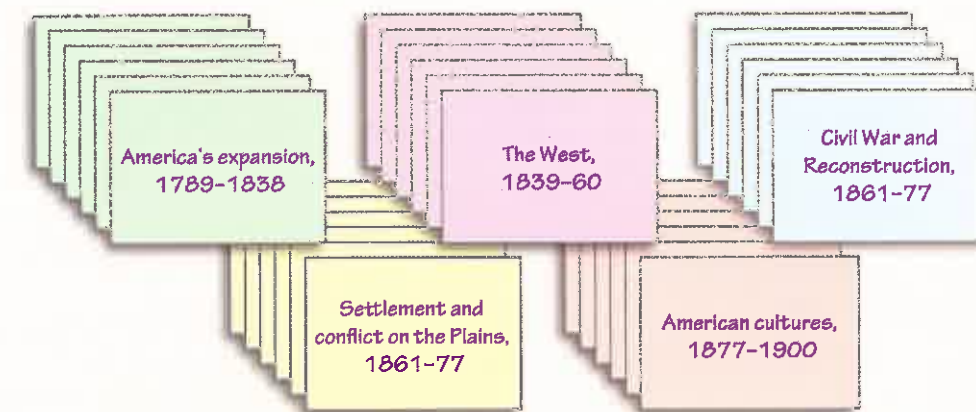 America's expansion,
1789–1838
The West,
1839–60
Civil War and
Reconstruction,
1861–77
Settlement and
conflict on the Plains,
1861–77
American cultures,
1877–1900